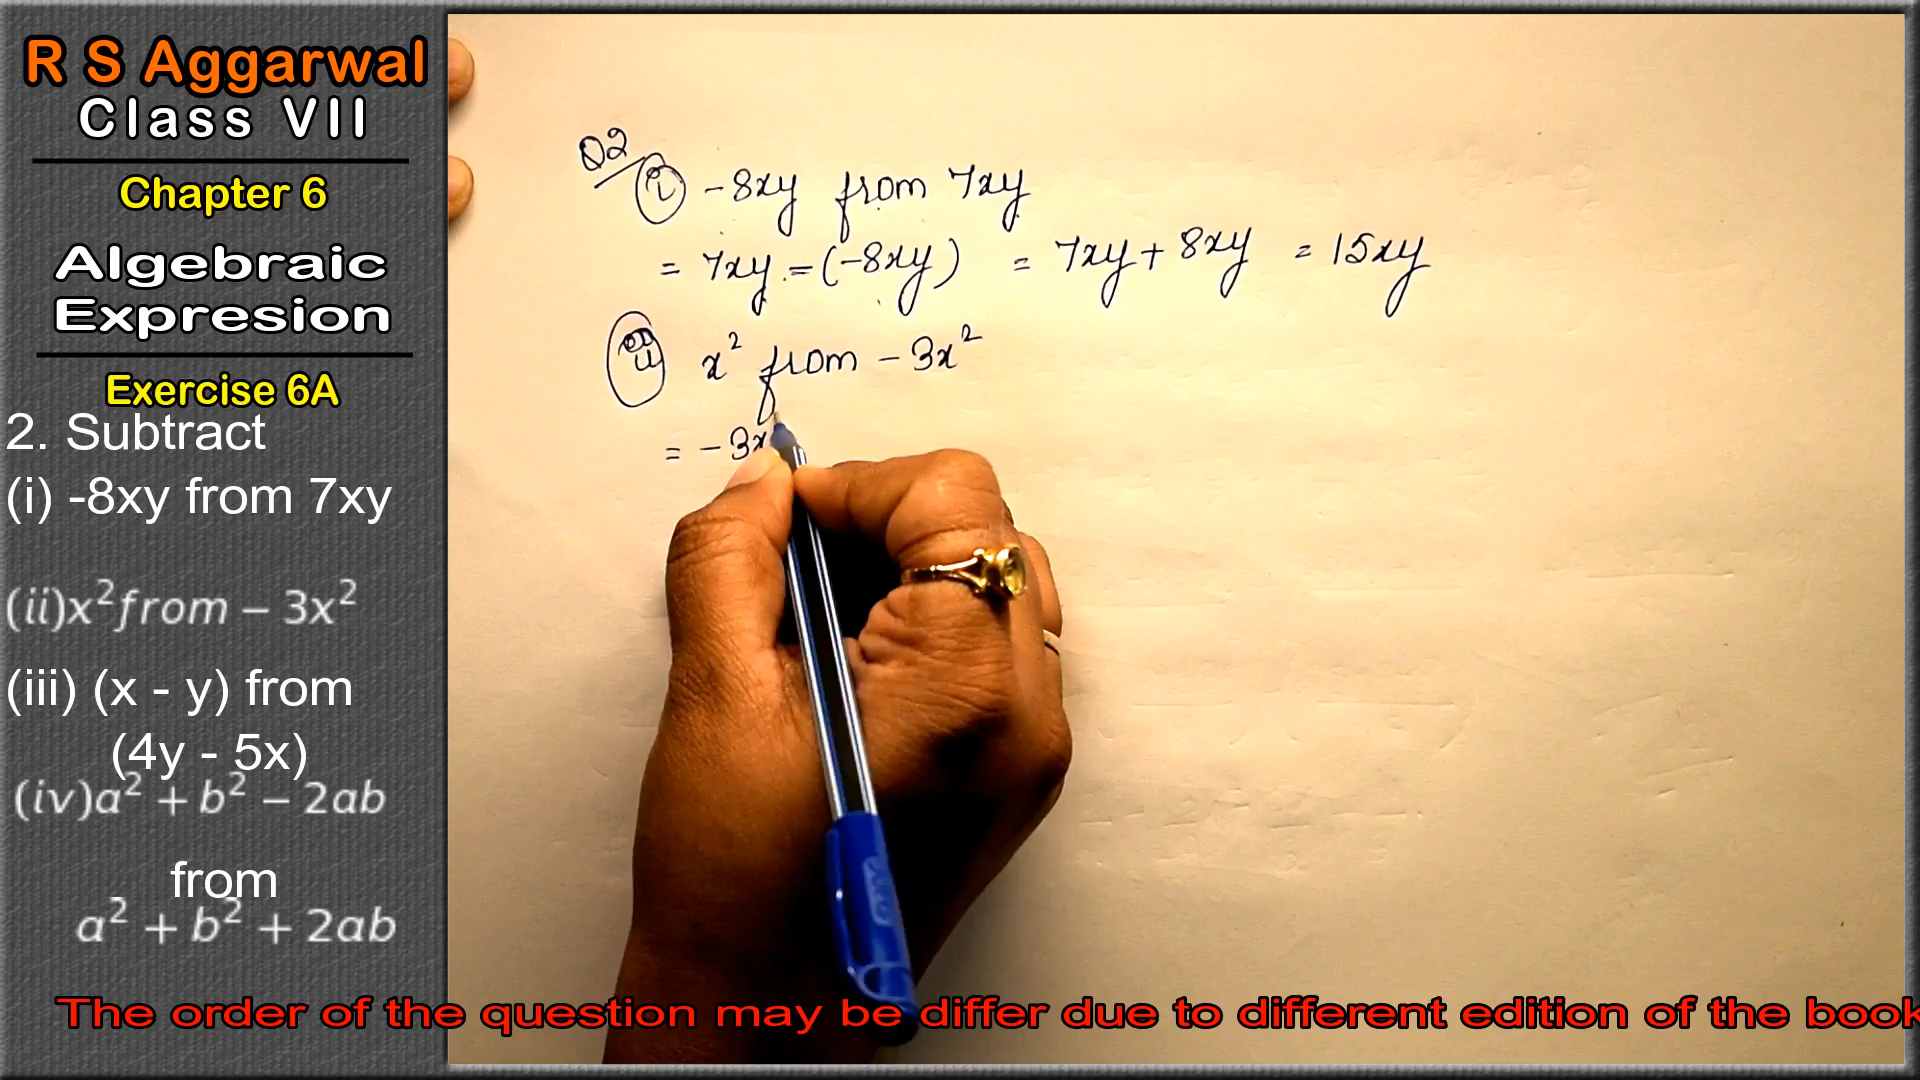 R S Aggarwal
Class VII
Chapter 6
Algebraic
Expresion
Exercise 6A
2. Subtract
(i) -8xy from 7xy
(ii)x² from – 3x²
(iii) (x - y) from
(4y - 5x)
(iv)a² + b² – 2ab
from
a² + b² + 2ab
Q2 (i) -8xy from 7xy
= 7xy - (-8xy) = 7xy + 8xy = 15xy
(ii) x² from - 3x²
= - 3x
The order of the question may be differ due to different edition of the book